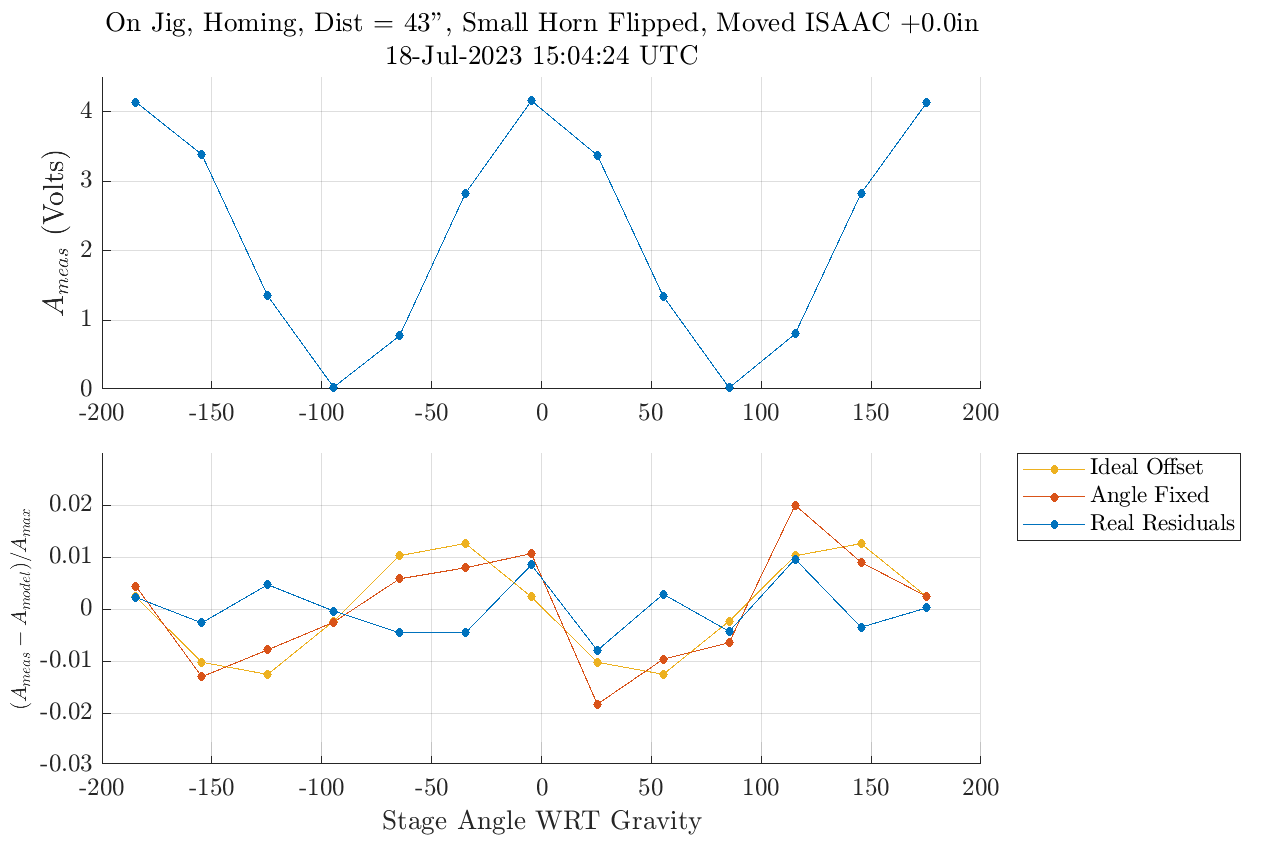 On Jig, Homing, Dist = 43”, Small Horn Flipped, Moved ISAAC +0.0in
18-Jul-2023 15:04:24 UTC
A_meas (Volts)
4
3
2
1
0
-200 -150 -100 -50 0 50 100 150 200
(A_meas − A_model)/A_max
0.02
0.01
0
-0.01
-0.02
-0.03
-200 -150 -100 -50 0 50 100 150 200
Stage Angle WRT Gravity
Ideal Offset
Angle Fixed
Real Residuals